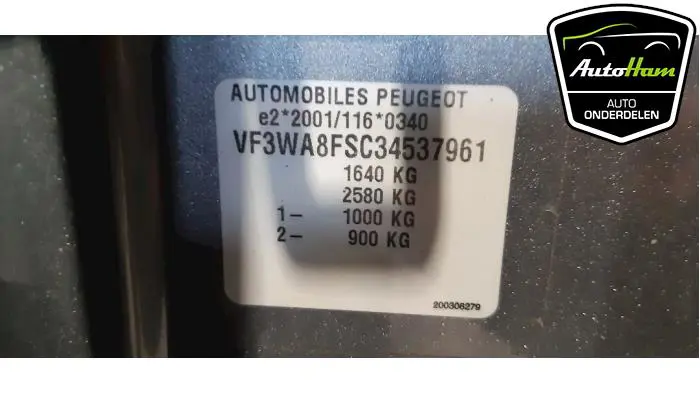 AUTOMOBILES PEUGEOT
e2*2001/116*0340
VF3WA8FSC34537961
1640 KG
2580 KG
1- 1000 KG
2- 900 KG
200306279
AutoHam
AUTO
ONDERDELEN